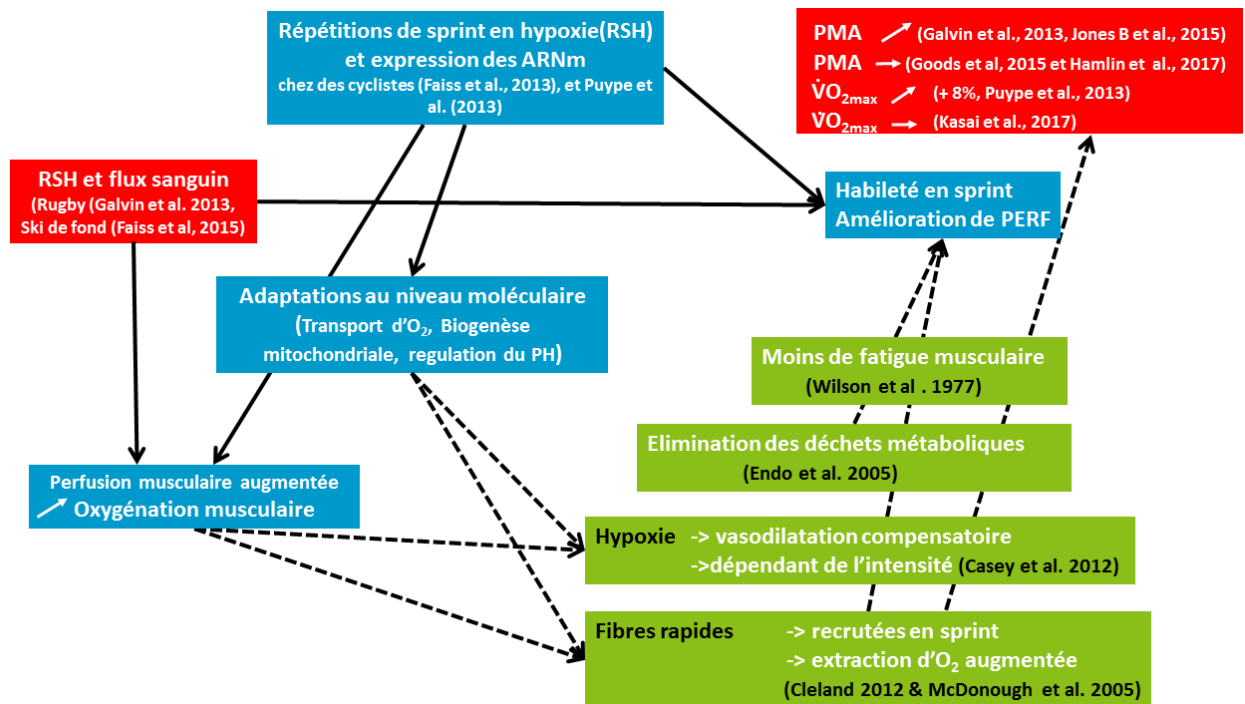 Répétitions de sprint en hypoxie(RSH)
et expression des ARNm
chez des cyclistes (Faiss et al., 2013), et Puype et
al. (2013
PMA (Galvin et al., 2013, Jones B et al., 2015)
PMA (Goods et al, 2015 et Hamlin et al., 2017)
V̇O2max (+ 8%, Puype et al., 2013)
V̇O2max (Kasai et al., 2017)
RSH et flux sanguin
(Rugby (Galvin et al. 2013,
Ski de fond (Faiss et al, 2015)
Habileté en sprint
Amélioration de PERF
Adaptations au niveau moléculaire
(Transport d'O2, Biogenèse
mitochondriale, regulation du PH)
Moins de fatigue musculaire
(Wilson et al . 1977)
Elimination des déchets métaboliques
(Endo et al. 2005)
Perfusion musculaire augmentée
Oxygénation musculaire
Hypoxie -> vasodilatation compensatoire
->dépendant de l'intensité (Casey et al. 2012)
Fibres rapides -> recrutées en sprint
-> extraction d'O2 augmentée
(Cleland 2012 & McDonough et al. 2005)